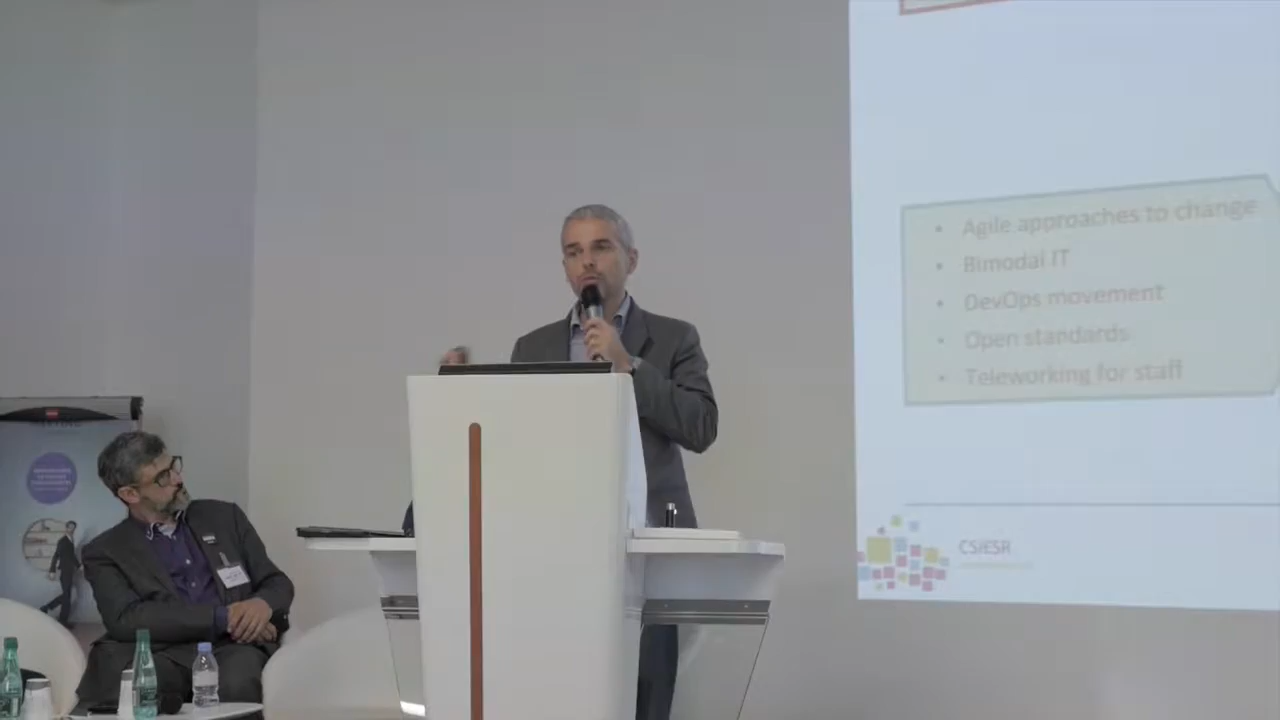 • Agile approaches to change
• Bimodal IT
• DevOps movement
• Open standards
• Teleworking for staff
CSIESR